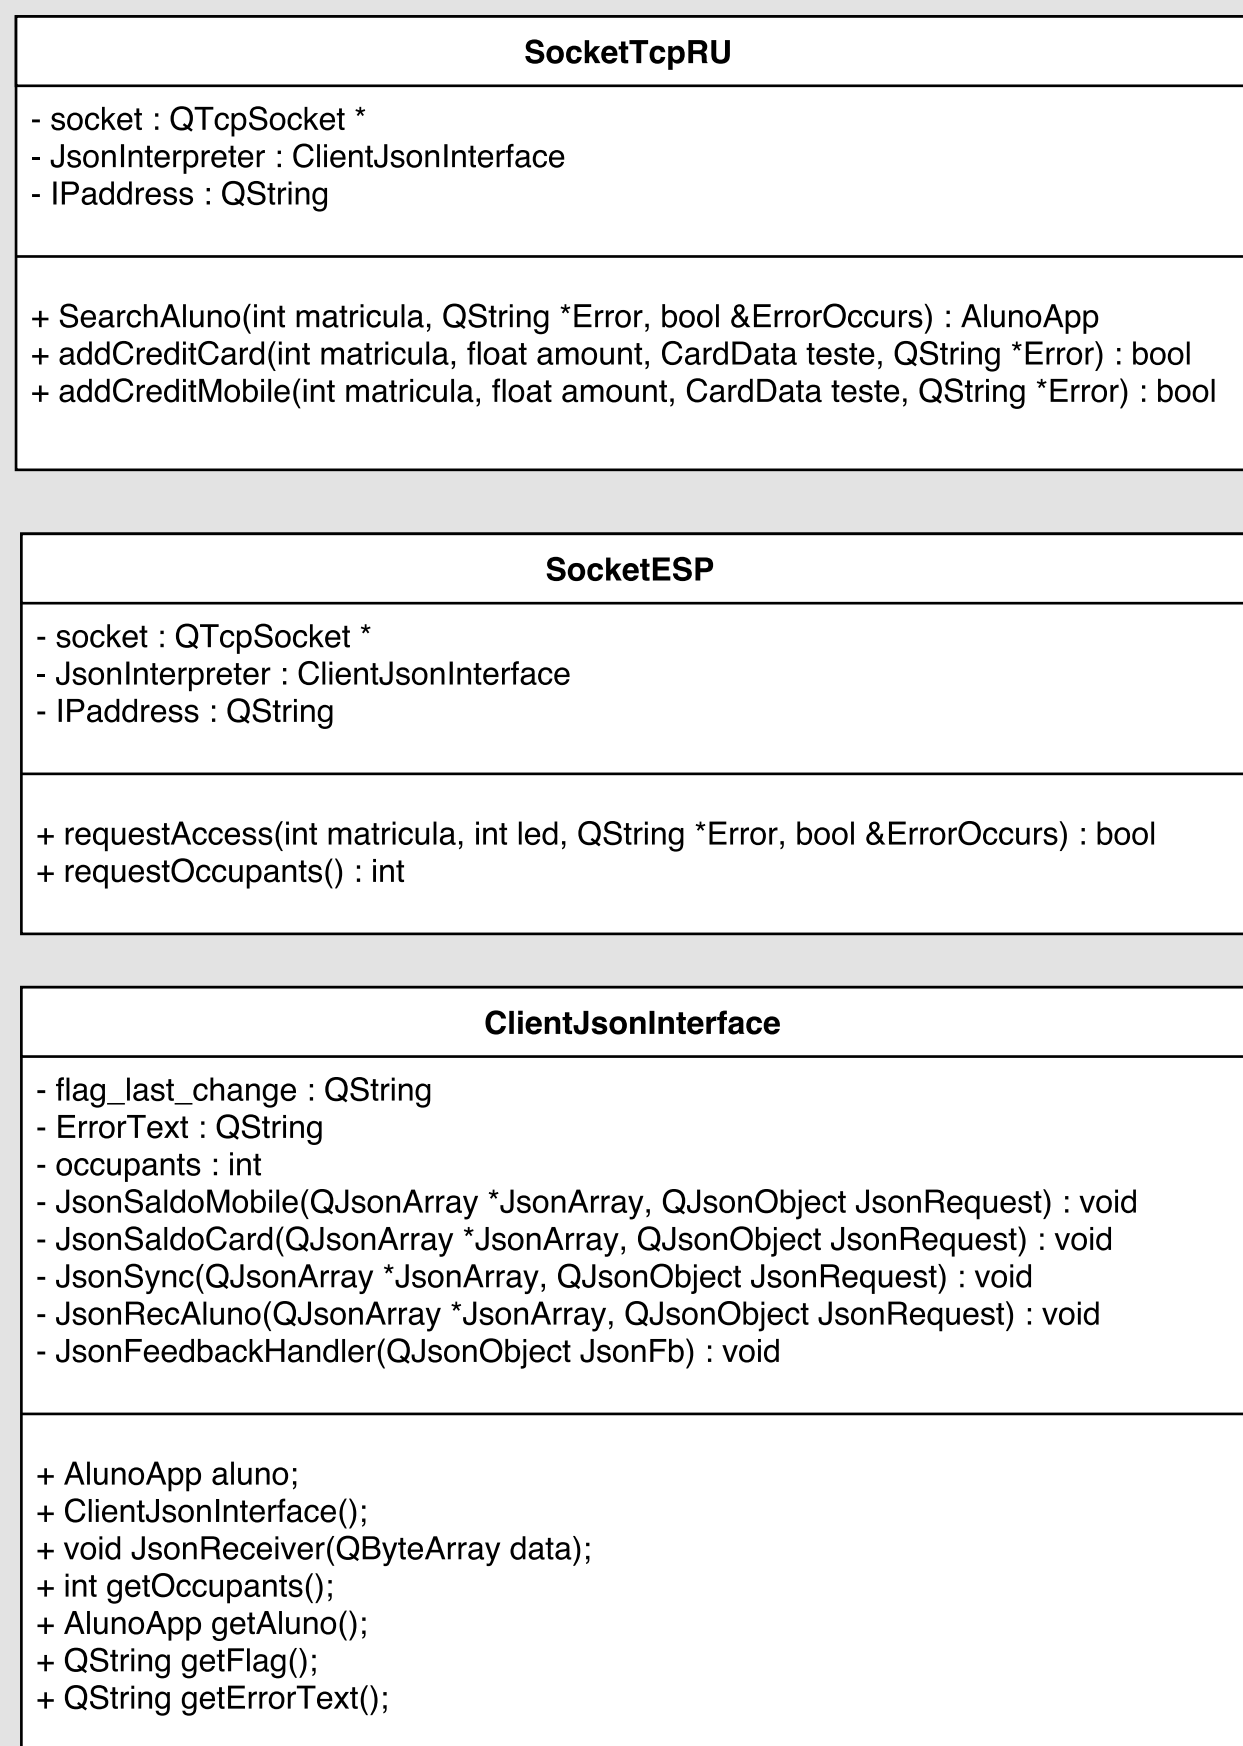 SocketTcpRU
- socket : QTcpSocket *
- JsonInterpreter : ClientJsonInterface
- IPaddress : QString
+ SearchAluno(int matricula, QString *Error, bool &ErrorOccurs) : AlunoApp
+ addCreditCard(int matricula, float amount, CardData teste, QString *Error) : bool
+ addCreditMobile(int matricula, float amount, CardData teste, QString *Error) : bool
SocketESP
- socket : QTcpSocket *
- JsonInterpreter : ClientJsonInterface
- IPaddress : QString
+ requestAccess(int matricula, int led, QString *Error, bool &ErrorOccurs) : bool
+ requestOccupants() : int
ClientJsonInterface
- flag_last_change : QString
- ErrorText : QString
- occupants : int
- JsonSaldoMobile(QJsonArray *JsonArray, QJsonObject JsonRequest) : void
- JsonSaldoCard(QJsonArray *JsonArray, QJsonObject JsonRequest) : void
- JsonSync(QJsonArray *JsonArray, QJsonObject JsonRequest) : void
- JsonRecAluno(QJsonArray *JsonArray, QJsonObject JsonRequest) : void
- JsonFeedbackHandler(QJsonObject JsonFb) : void
+ AlunoApp aluno;
+ ClientJsonInterface();
+ void JsonReceiver(QByteArray data);
+ int getOccupants();
+ AlunoApp getAluno();
+ QString getFlag();
+ QString getErrorText();